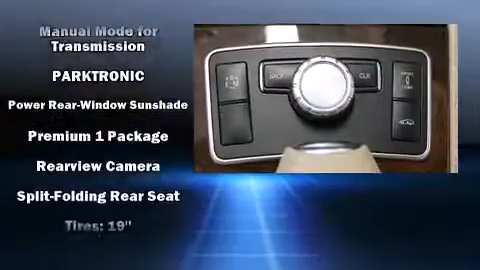 Manual Mode for
Transmission
PARKTRONIC
Power Rear-Window Sunshade
Premium 1 Package
Rearview Camera
Split-Folding Rear Seat
Tires: 19"
BACK
CLR